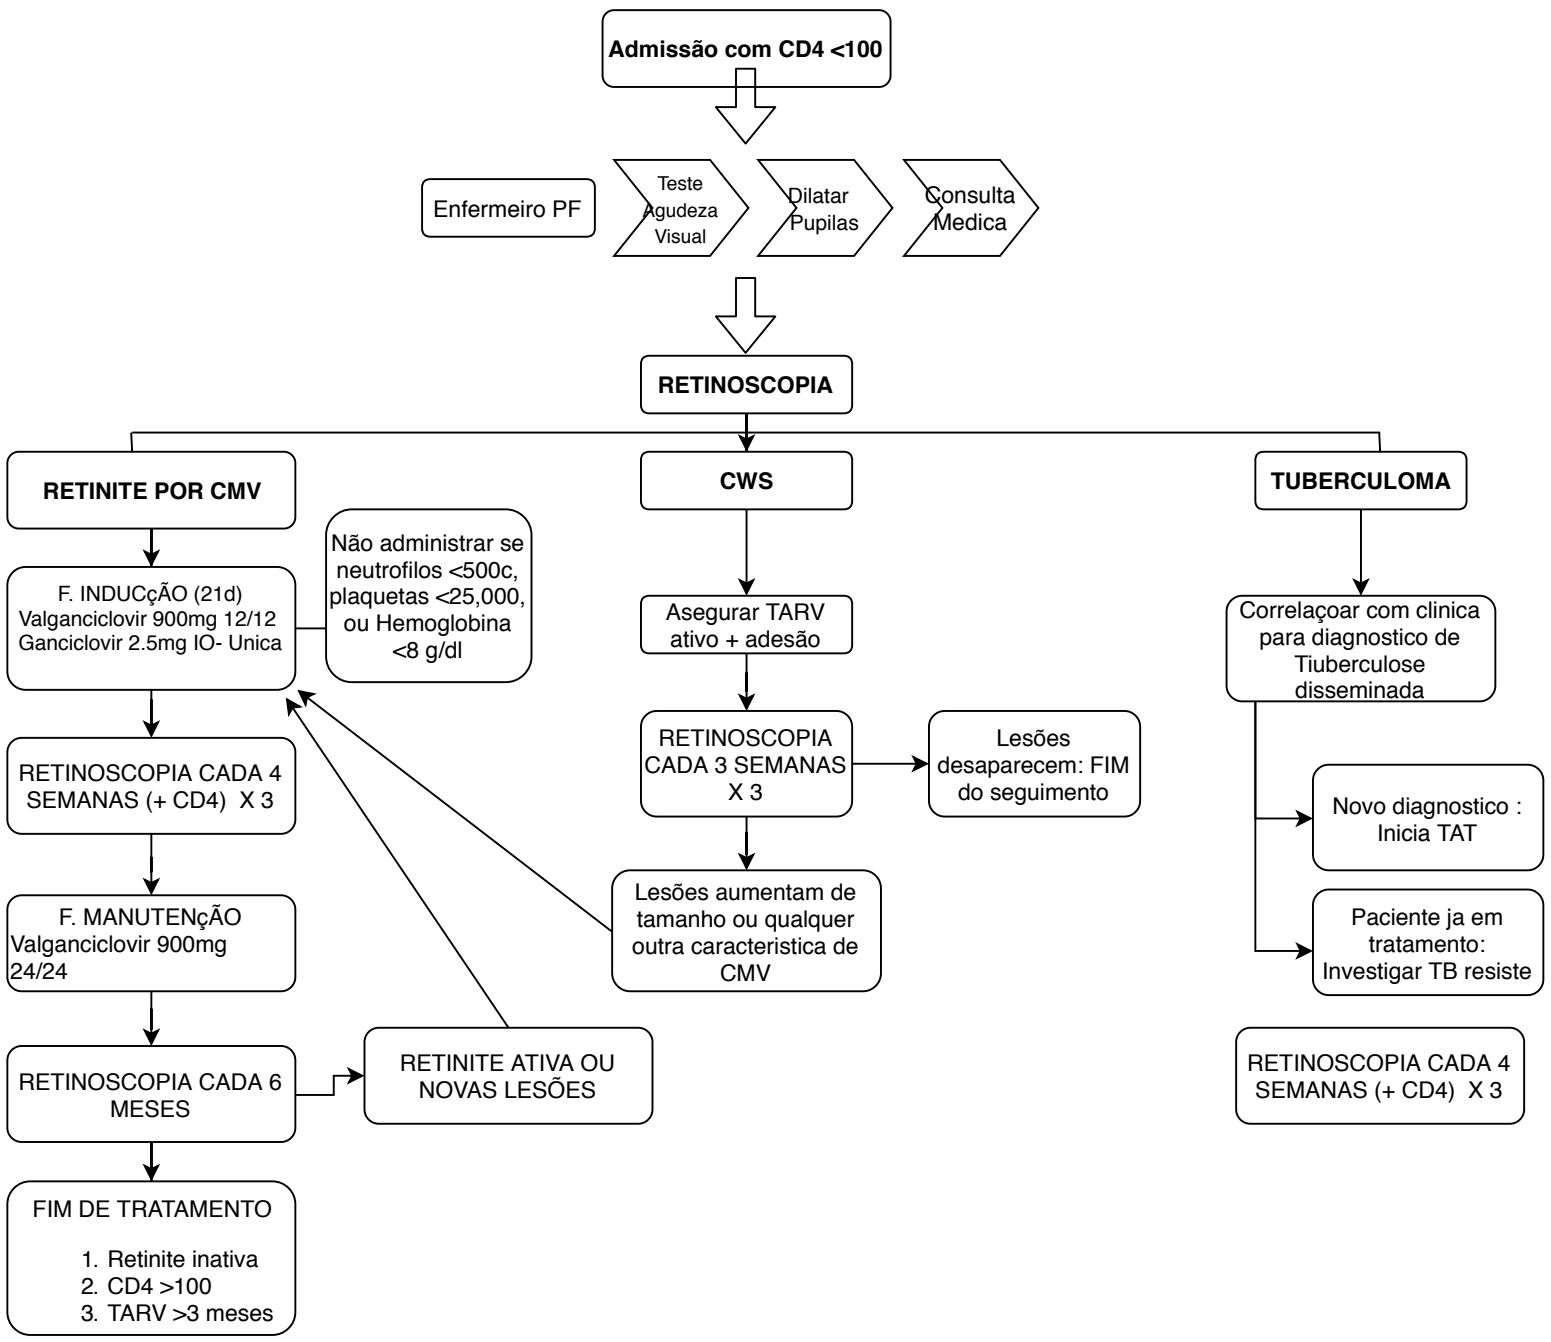 Admissão com CD4 <100
Enfermeiro PF
Teste
Agudeza
Visual
Dilatar
Pupilas
Consulta
Medica
RETINOSCOPIA
RETINITE POR CMV
F. INDUCçÃO (21d)
Valganciclovir 900mg 12/12
Ganciclovir 2.5mg IO- Unica
Não administrar se
neutrofilos <500c,
plaquetas <25,000,
ou Hemoglobina
<8 g/dl
RETINOSCOPIA CADA 4
SEMANAS (+ CD4)  X 3
F. MANUTENçÃO
Valganciclovir 900mg
24/24
RETINOSCOPIA CADA 6
MESES
RETINITE ATIVA OU
NOVAS LESÕES
FIM DE TRATAMENTO
1. Retinite inativa
2. CD4 >100
3. TARV >3 meses
CWS
Asegurar TARV
ativo + adesão
RETINOSCOPIA
CADA 3 SEMANAS
X 3
Lesões
desaparecem: FIM
do seguimento
Lesões aumentam de
tamanho ou qualquer
outra caracteristica de
CMV
TUBERCULOMA
Correlaçoar com clinica
para diagnostico de
Tiuberculose
disseminada
Novo diagnostico :
Inicia TAT
Paciente ja em
tratamento:
Investigar TB resiste
RETINOSCOPIA CADA 4
SEMANAS (+ CD4)  X 3